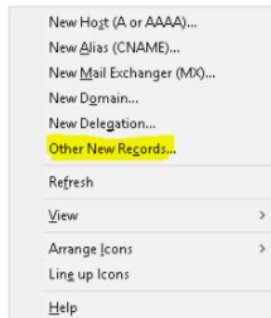 New Host (A or AAAA)...
New Alias (CNAME)...
New Mail Exchanger (MX)...
New Domain...
New Delegation...
Other New Records...
Refresh
View >
Arrange Icons >
Line up Icons
Help